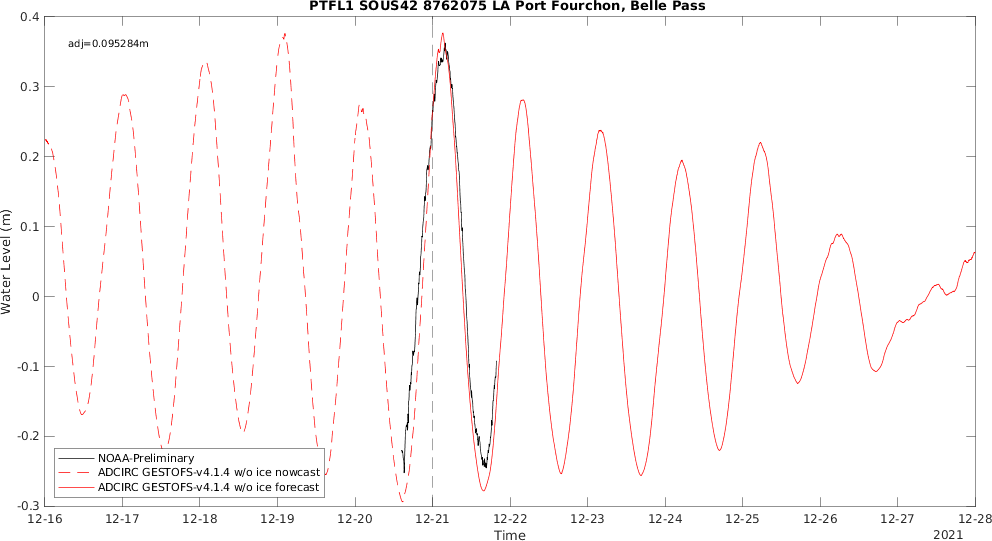 PTFL1 SOUS42 8762075 LA Port Fourchon, Belle Pass
adj=0.095284m
0.4
0.3
0.2
0.1
0
-0.1
-0.2
-0.3
Water Level (m)
NOAA-Preliminary
ADCIRC GESTOFS-v4.1.4 w/o ice nowcast
ADCIRC GESTOFS-v4.1.4 w/o ice forecast
12-16 12-17 12-18 12-19 12-20 12-21 12-22 12-23 12-24 12-25 12-26 12-27 12-28
Time
2021